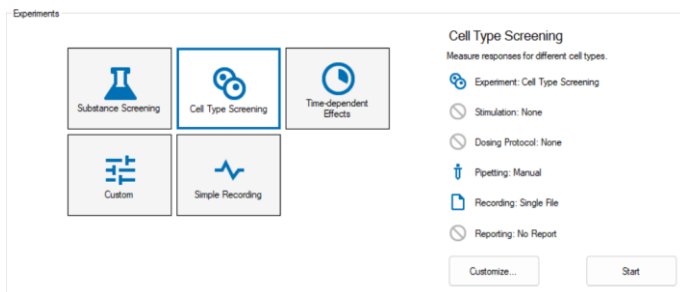 Experiments
Substance Screening
Cell Type Screening
Time-dependent
Effects
Custom
Simple Recording
Cell Type Screening
Measure responses for different cell types.
Experiment: Cell Type Screening
Stimulation: None
Dosing Protocol: None
Pipetting: Manual
Recording: Single File
Reporting: No Report
Customize...
Start